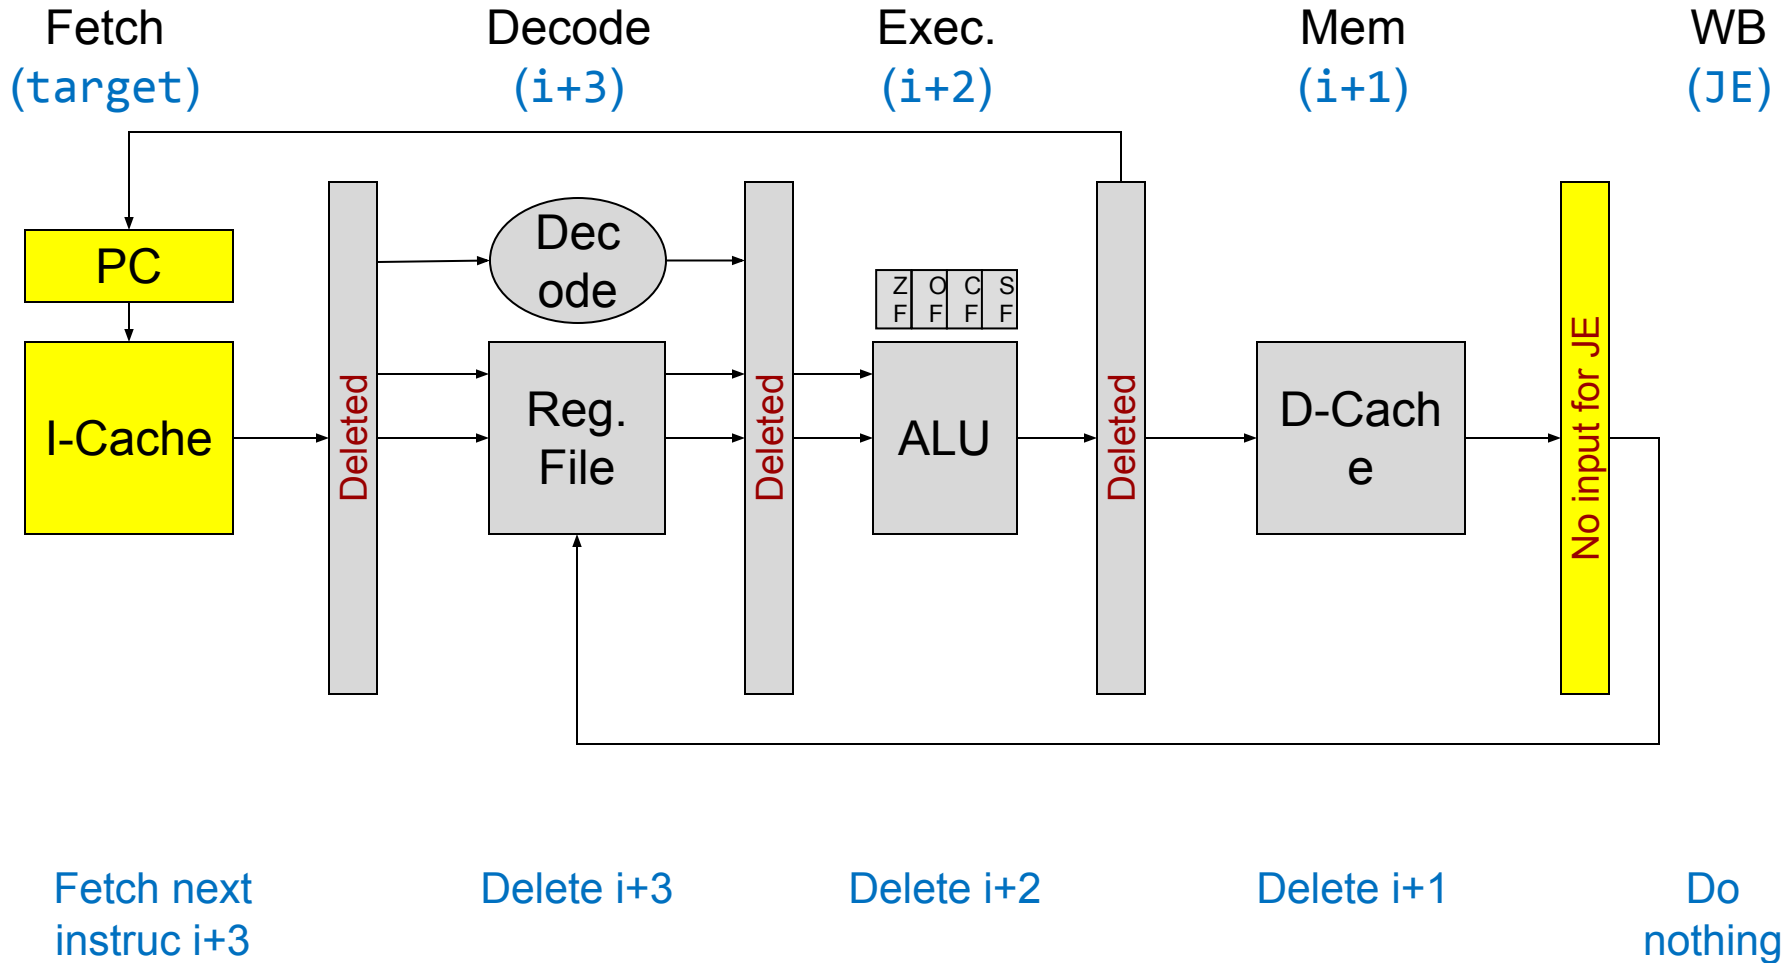 Fetch
Decode
Exec.
Mem
WB
(target)
(i+3)
(i+2)
(i+1)
(JE)
PC
I-Cache
Deleted
Dec
ode
Reg.
File
Deleted
Z
F
O
F
C
F
S
F
ALU
Deleted
D-Cach
e
No input for JE
Fetch next
instruc i+3
Delete i+3
Delete i+2
Delete i+1
Do
nothing